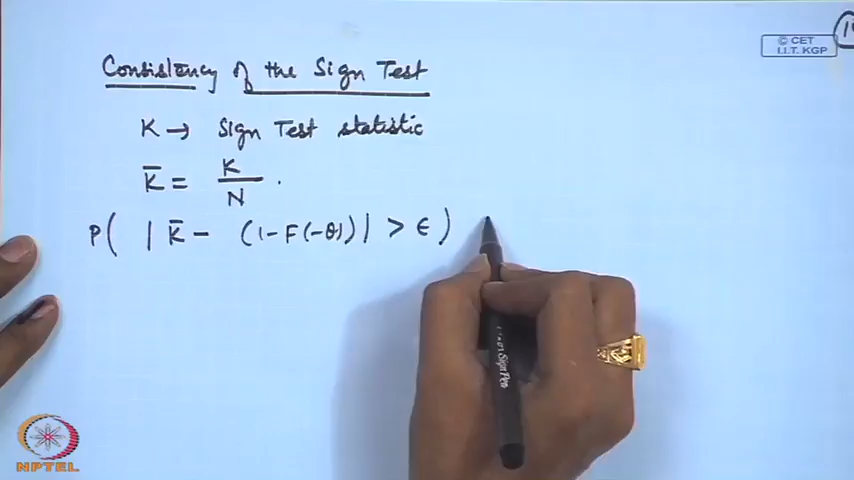 © CET
I.I.T. KGP
Consistency of the Sign Test
K → Sign Test statistic
K̄ = K/N .
P( | K̄ - (1-F(-θ)) | > ϵ )
NPTEL